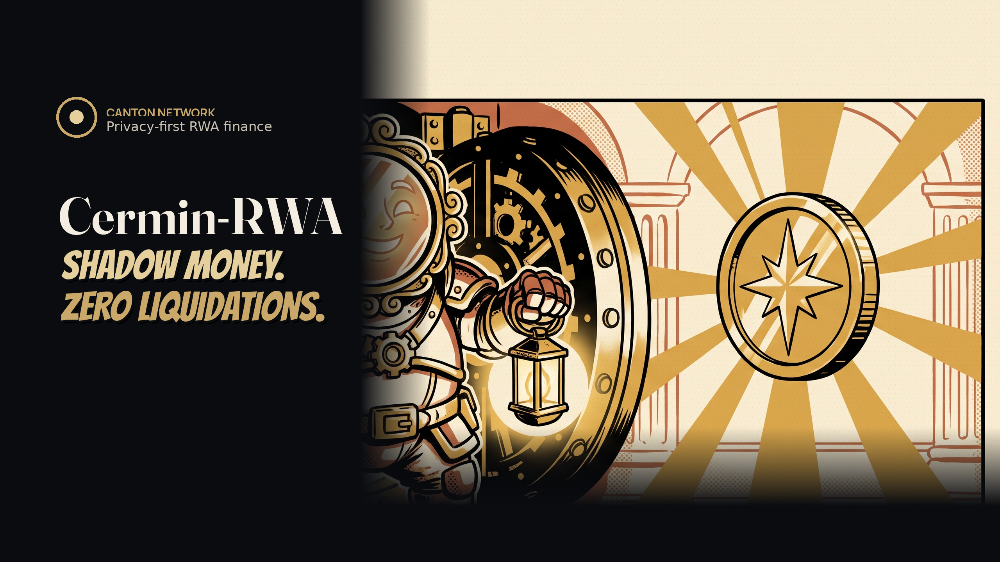 CANTON NETWORK
Privacy-first RWA finance
Cermin-RWA
SHADOW MONEY.
ZERO LIQUIDATIONS.